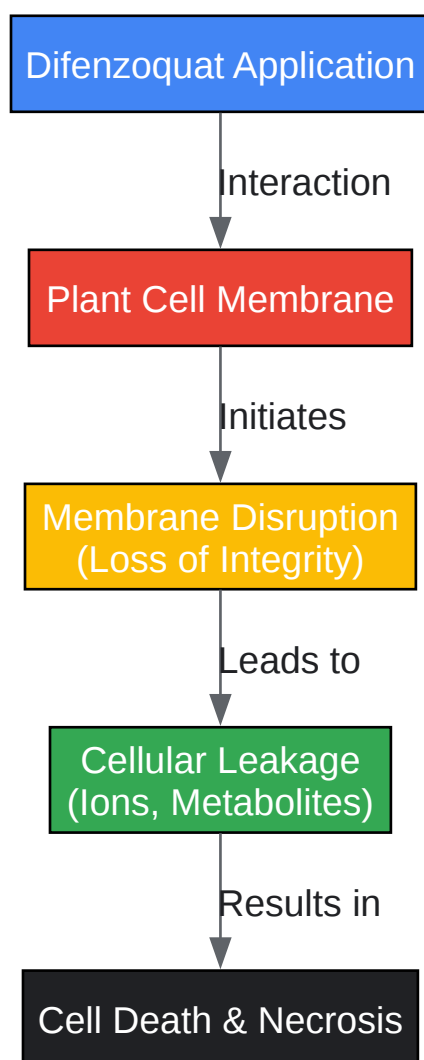 Difenzoquat Application
Interaction
Plant Cell Membrane
Initiates
Membrane Disruption
(Loss of Integrity)
Leads to
Cellular Leakage
(Ions, Metabolites)
Results in
Cell Death & Necrosis